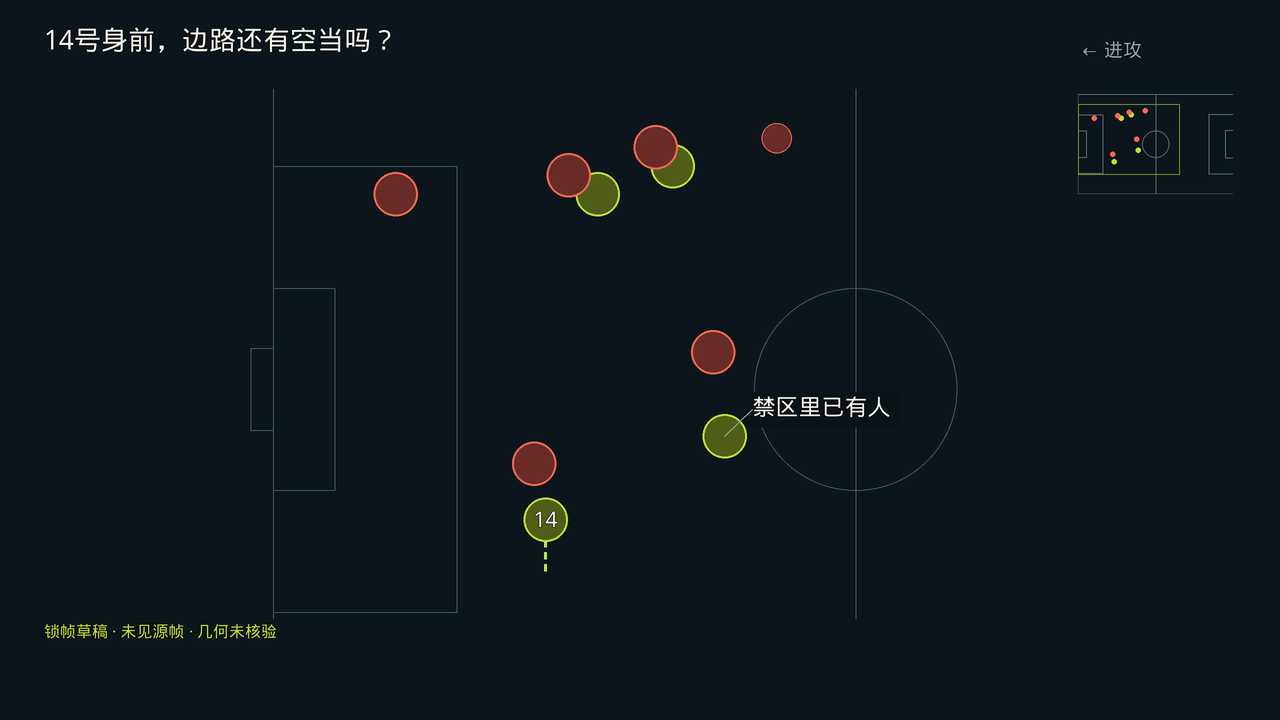 14号身前，边路还有空当吗？
← 进攻
禁区里已有人
14
锁帧草稿 · 未见源帧 · 几何未核验